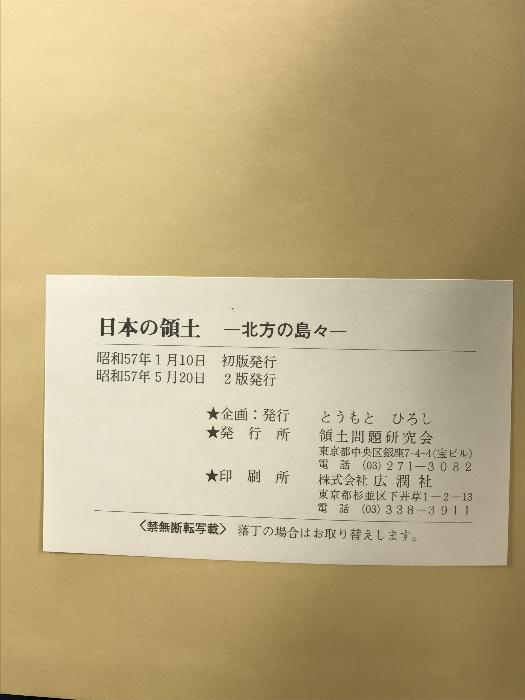 日本の領土 ―北方の島々―
昭和57年1月10日 初版発行
昭和57年5月20日 2版発行
★企画:発行 とうもと ひろし
★発行所 領土問題研究会
東京都中央区銀座7-4-4(宝ビル)
電話 (03)271-3082
★印刷所 株式会社 広潤社
東京都杉並区下井草1-2-13
電話 (03)338-3911
〈禁無断転写載〉 落丁の場合はお取り替えします。